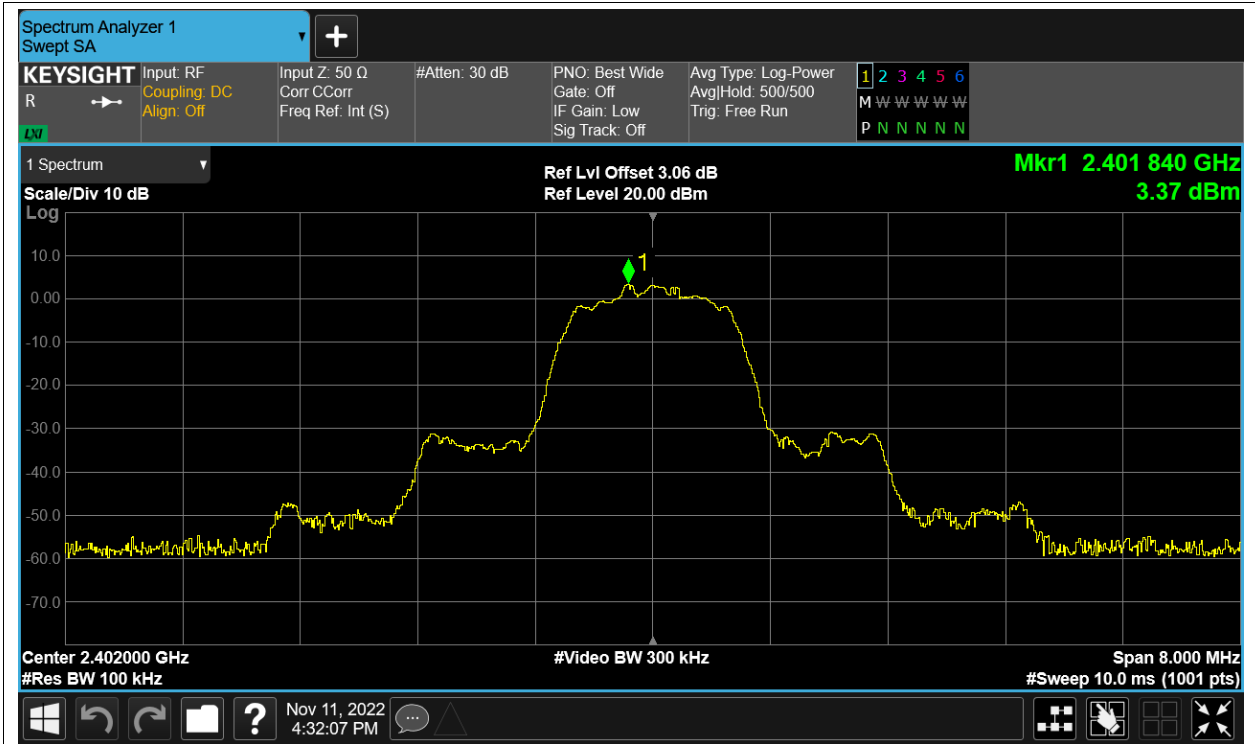 Spectrum Analyzer 1
Swept SA
KEYSIGHT
R
LXI
Input: RF
Coupling: DC
Align: Off
Input Z: 50 Ω
Corr CCorr
Freq Ref: Int (S)
#Atten: 30 dB
PNO: Best Wide
Gate: Off
IF Gain: Low
Sig Track: Off
Avg Type: Log-Power
Avg|Hold: 500/500
Trig: Free Run
1 2 3 4 5 6
M W W W W W
P N N N N N
1 Spectrum
Scale/Div 10 dB
Ref Lvl Offset 3.06 dB
Ref Level 20.00 dBm
Mkr1 2.401 840 GHz
3.37 dBm
Log
1
10.0
0.00
-10.0
-20.0
-30.0
-40.0
-50.0
-60.0
-70.0
Center 2.402000 GHz
#Video BW 300 kHz
Span 8.000 MHz
#Res BW 100 kHz
#Sweep 10.0 ms (1001 pts)
?
Nov 11, 2022
4:32:07 PM